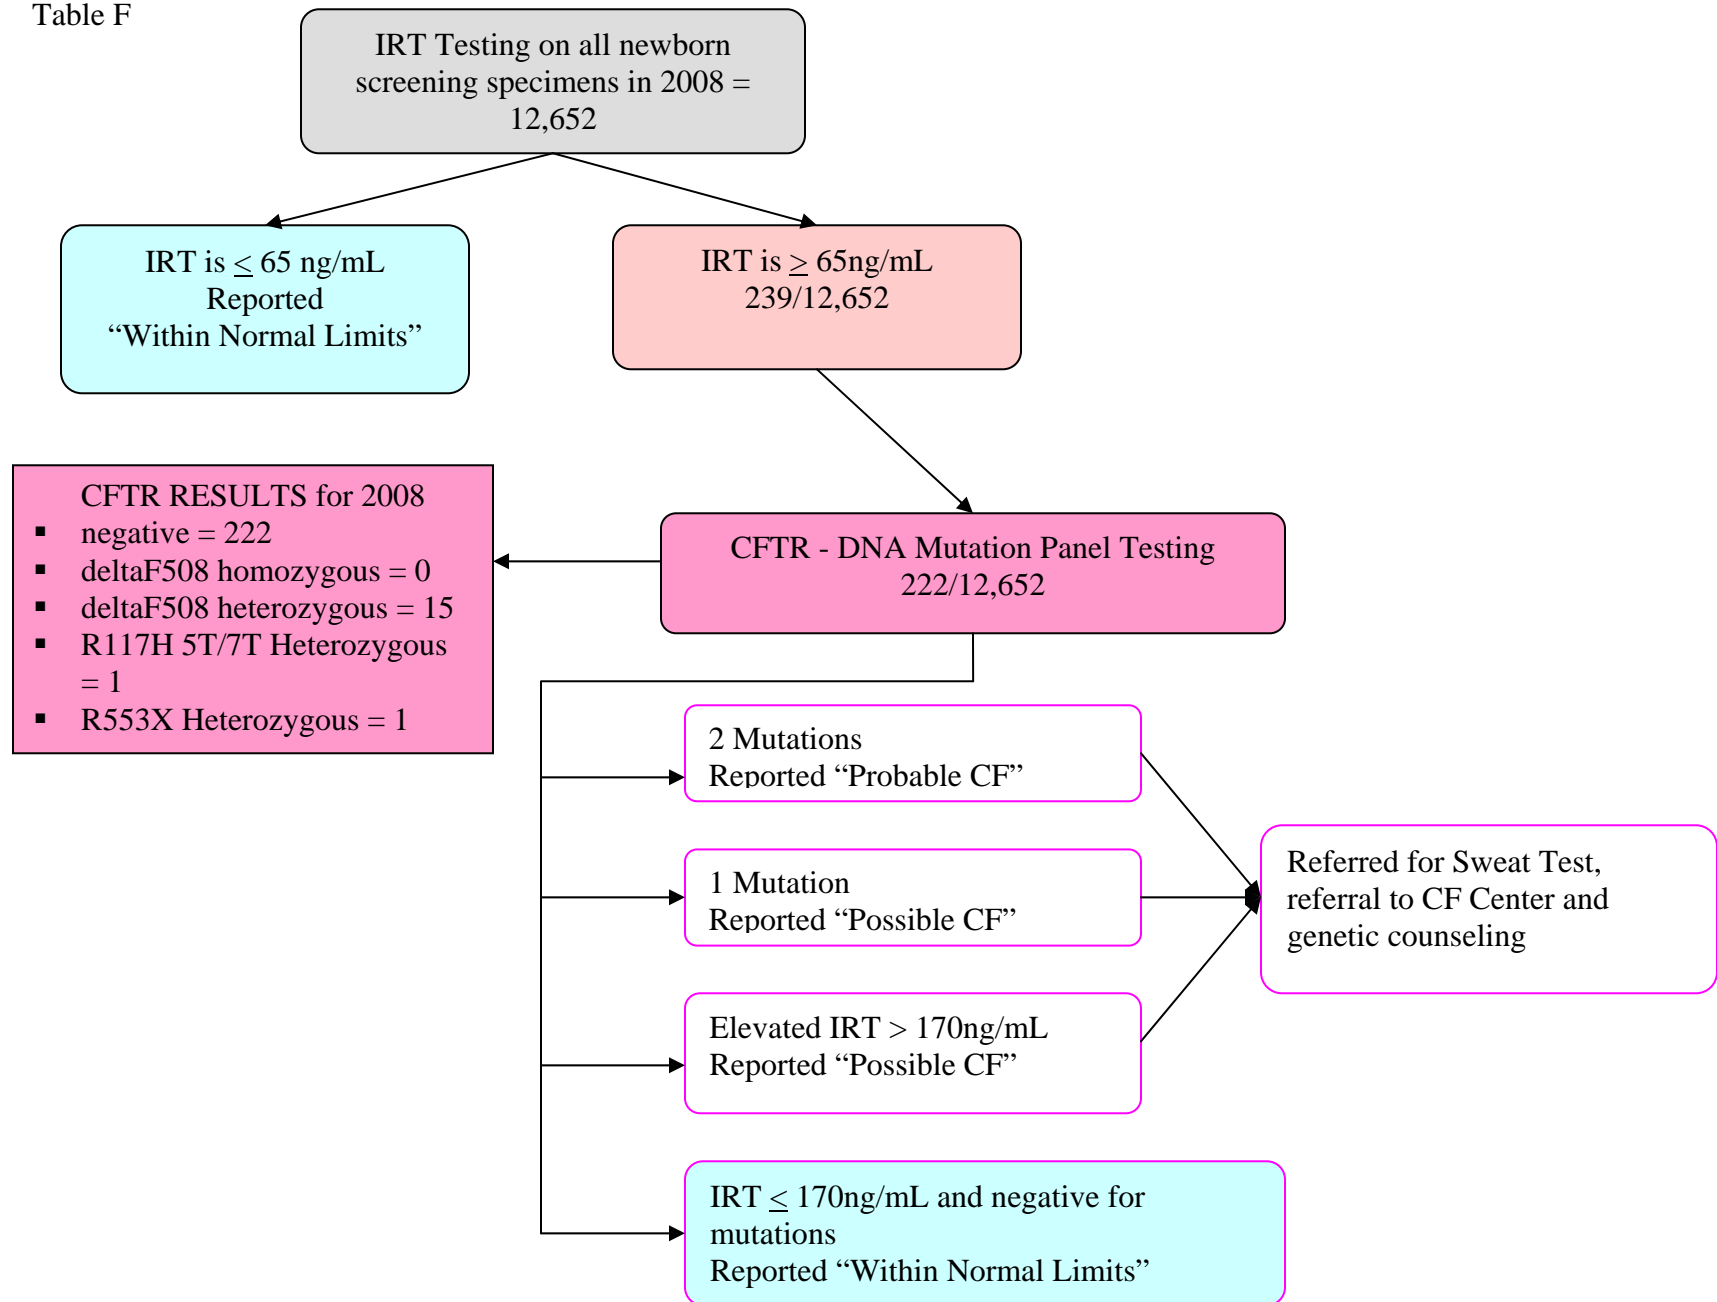 Table F
IRT Testing on all newborn
screening specimens in 2008 =
12,652
IRT is ≤ 65 ng/mL
Reported
“Within Normal Limits”
IRT is ≥ 65ng/mL
239/12,652
CFTR RESULTS for 2008
▪ negative = 222
▪ deltaF508 homozygous = 0
▪ deltaF508 heterozygous = 15
▪ R117H 5T/7T Heterozygous
= 1
▪ R553X Heterozygous = 1
CFTR - DNA Mutation Panel Testing
222/12,652
2 Mutations
Reported “Probable CF”
1 Mutation
Reported “Possible CF”
Elevated IRT > 170ng/mL
Reported “Possible CF”
Referred for Sweat Test,
referral to CF Center and
genetic counseling
IRT ≤ 170ng/mL and negative for
mutations
Reported “Within Normal Limits”